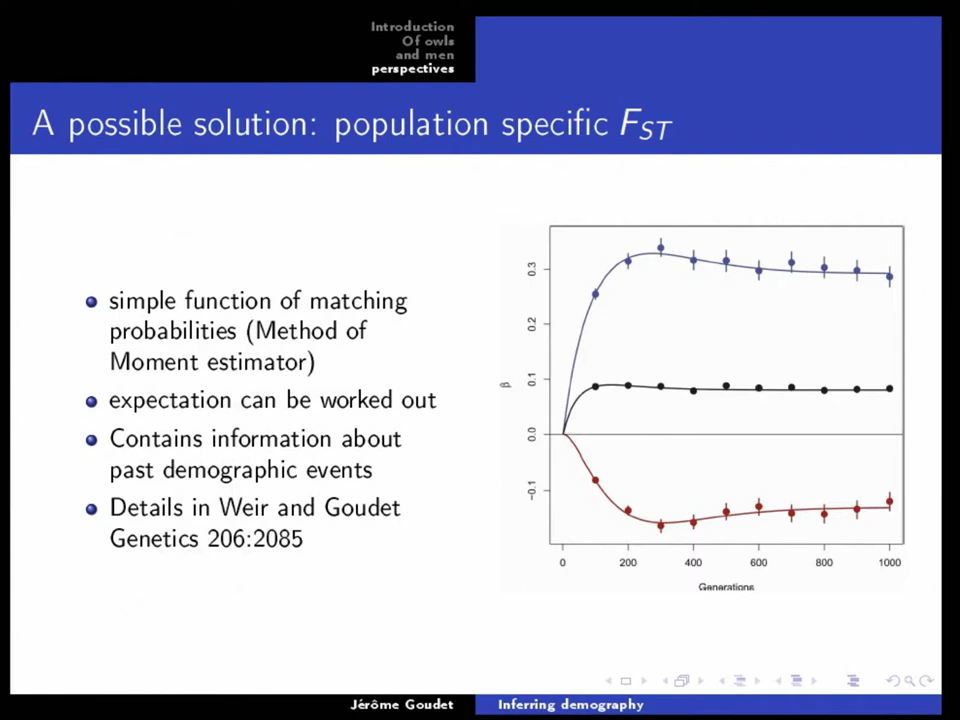 Introduction
Of owls
and men
perspectives
A possible solution: population specific F_ST
simple function of matching
probabilities (Method of
Moment estimator)
expectation can be worked out
Contains information about
past demographic events
Details in Weir and Goudet
Genetics 206:2085
β
0.3
0.2
0.1
0.0
−0.1
0 200 400 600 800 1000
Generations
Jérôme Goudet Inferring demography